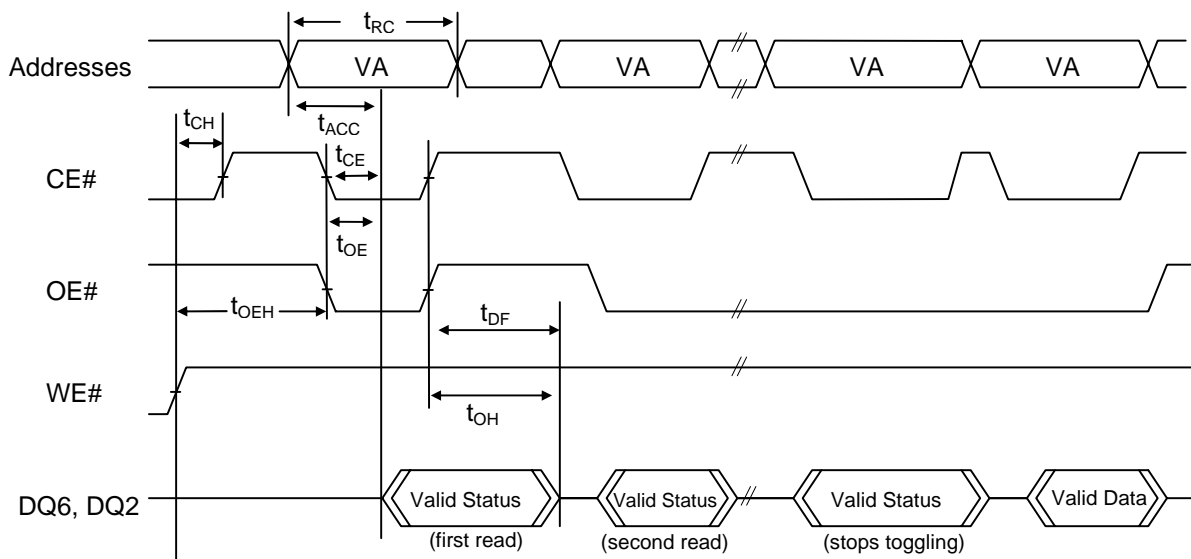 tRC
Addresses VA VA VA VA
tACC
tCH
tCE
CE#
tOE
OE#
tOEH
tDF
WE#
tOH
DQ6, DQ2 Valid Status Valid Status Valid Status Valid Data
(first read) (second read) (stops toggling)